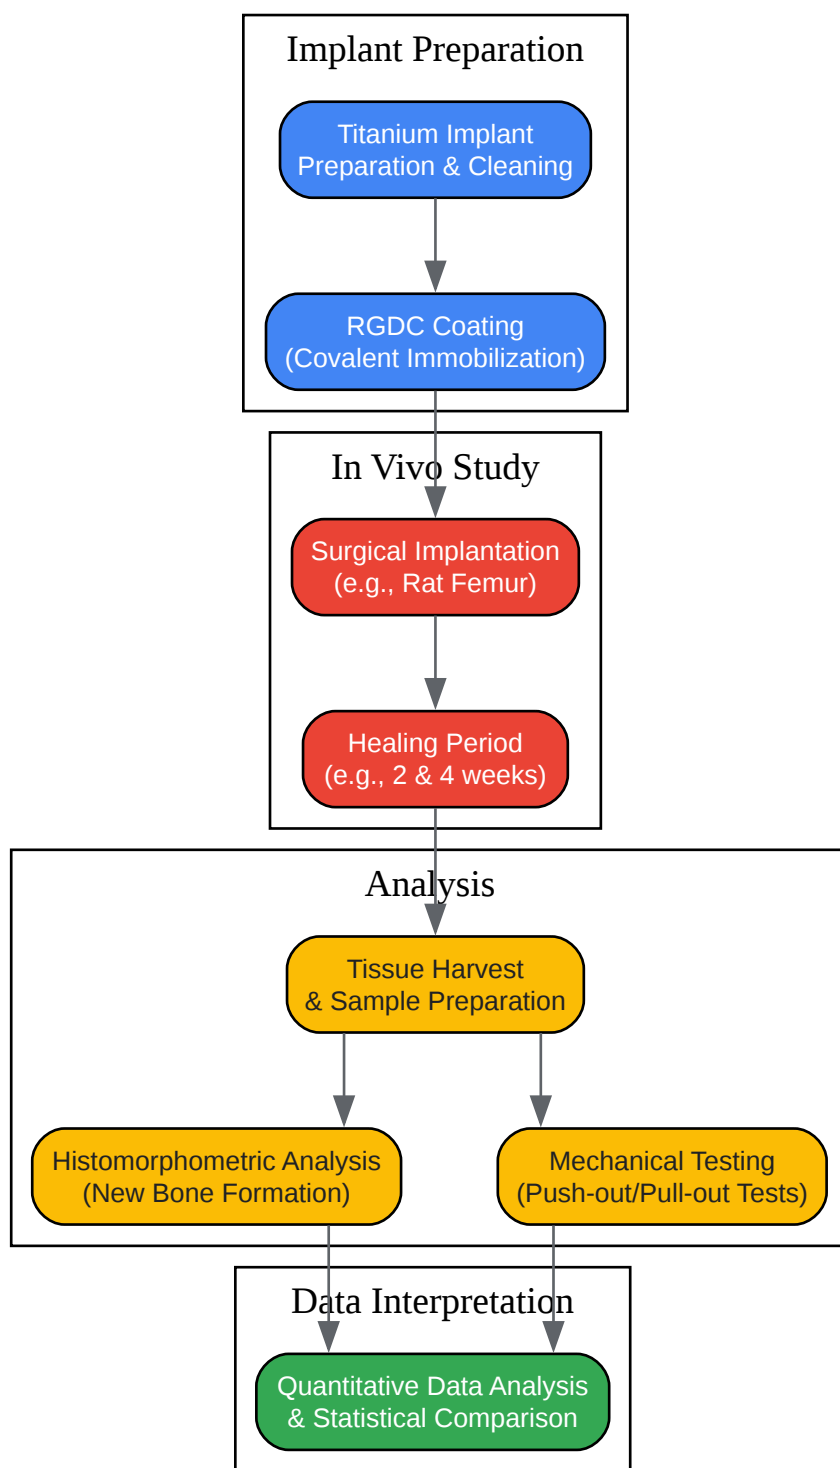 Implant Preparation
Titanium Implant
Preparation & Cleaning
RGDC Coating
(Covalent Immobilization)
In Vivo Study
Surgical Implantation
(e.g., Rat Femur)
Healing Period
(e.g., 2 & 4 weeks)
Analysis
Tissue Harvest
& Sample Preparation
Histomorphometric Analysis
(New Bone Formation)
Mechanical Testing
(Push-out/Pull-out Tests)
Data Interpretation
Quantitative Data Analysis
& Statistical Comparison